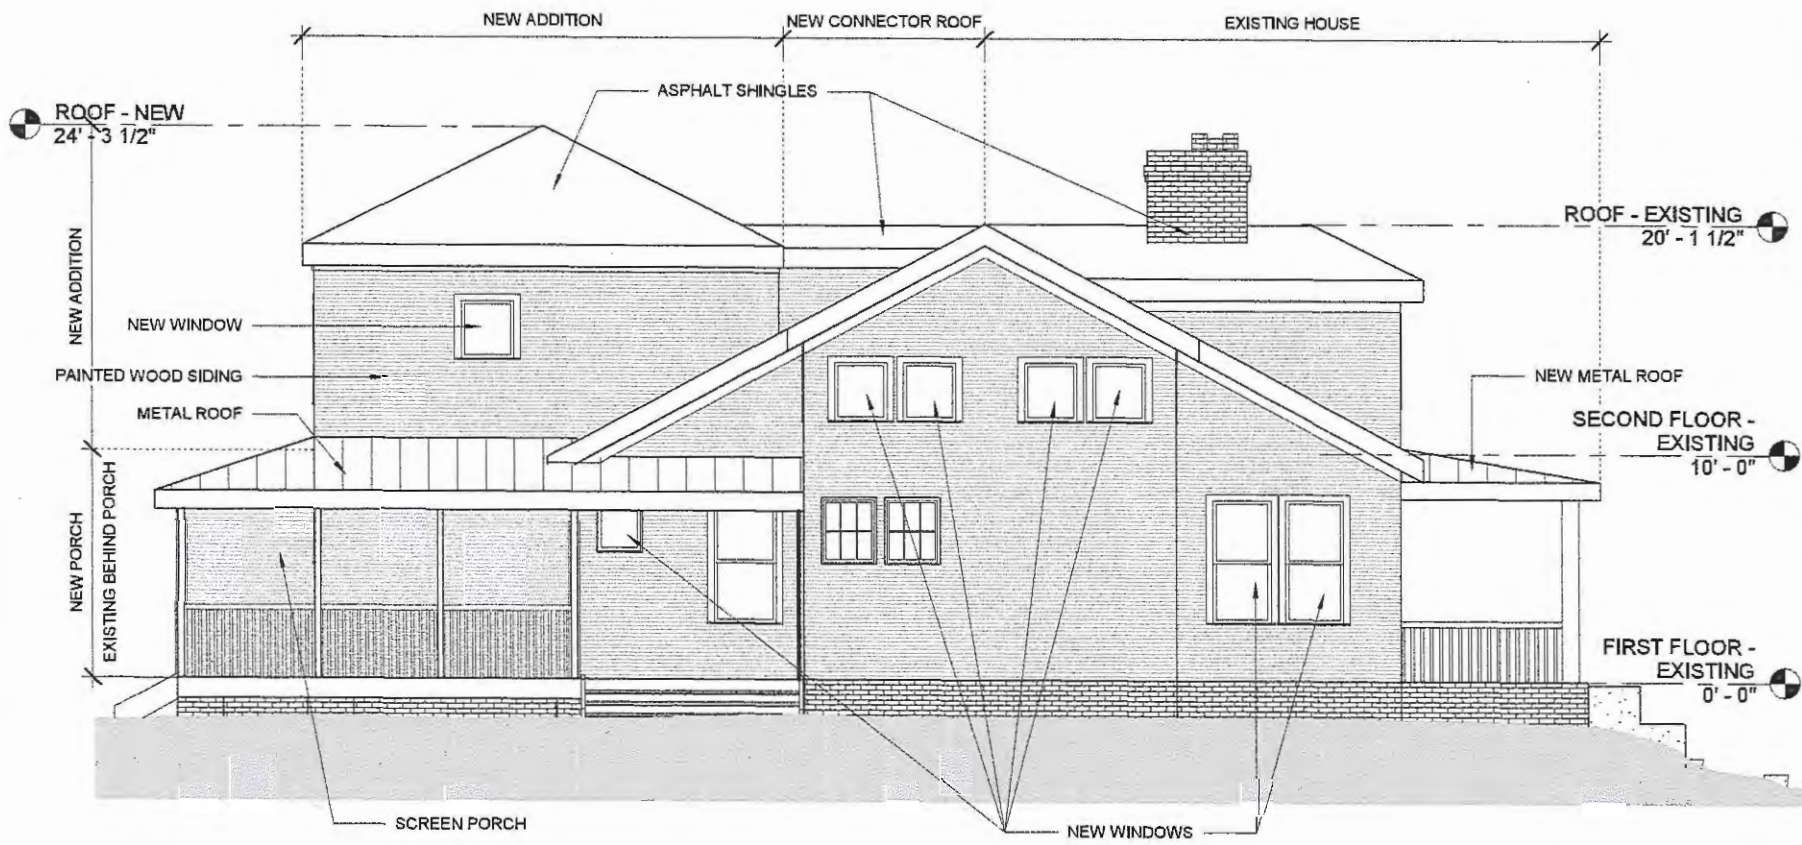 NEW ADDITION
NEW CONNECTOR ROOF
EXISTING HOUSE
ASPHALT SHINGLES
ROOF - NEW
24' - 3 1/2"
ROOF - EXISTING
20' - 1 1/2"
NEW ADDITION
NEW WINDOW
PAINTED WOOD SIDING
METAL ROOF
NEW METAL ROOF
SECOND FLOOR -
EXISTING
10' - 0"
NEW PORCH
EXISTING BEHIND PORCH
FIRST FLOOR -
EXISTING
0' - 0"
SCREEN PORCH
NEW WINDOWS